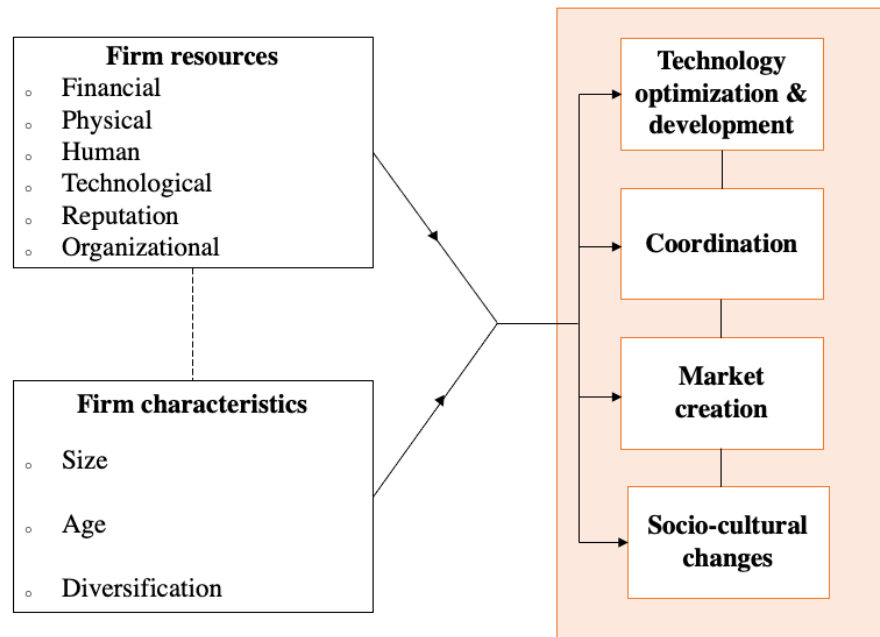 Firm resources
Financial
Physical
Human
Technological
Reputation
Organizational
Firm characteristics
Size
Age
Diversification
Technology
optimization &
development
Coordination
Market
creation
Socio-cultural
changes